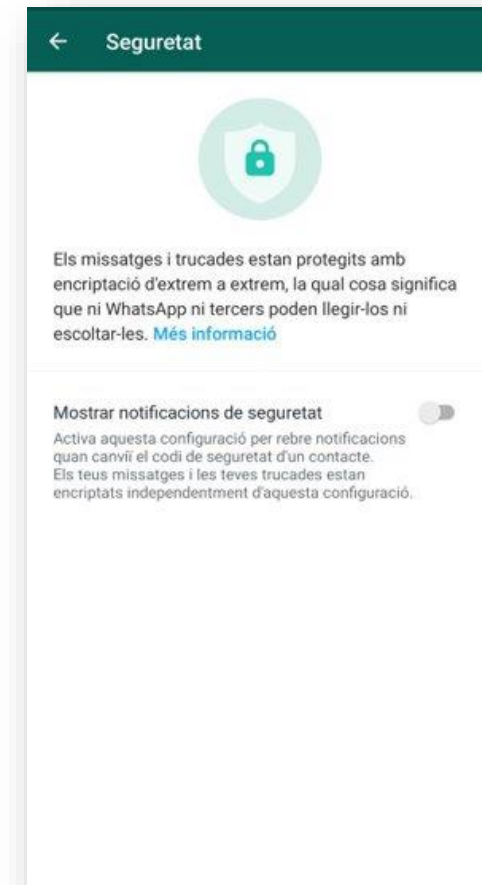 Seguretat
Els missatges i trucades estan protegits amb
encriptació d'extrem a extrem, la qual cosa significa
que ni WhatsApp ni tercers poden llegir-los ni
escoltar-les. Més informació
Mostrar notificacions de seguretat
Activa aquesta configuració per rebre notificacions
quan canviï el codi de seguretat d'un contacte.
Els teus missatges i les teves trucades estan
encriptats independentment d'aquesta configuració.